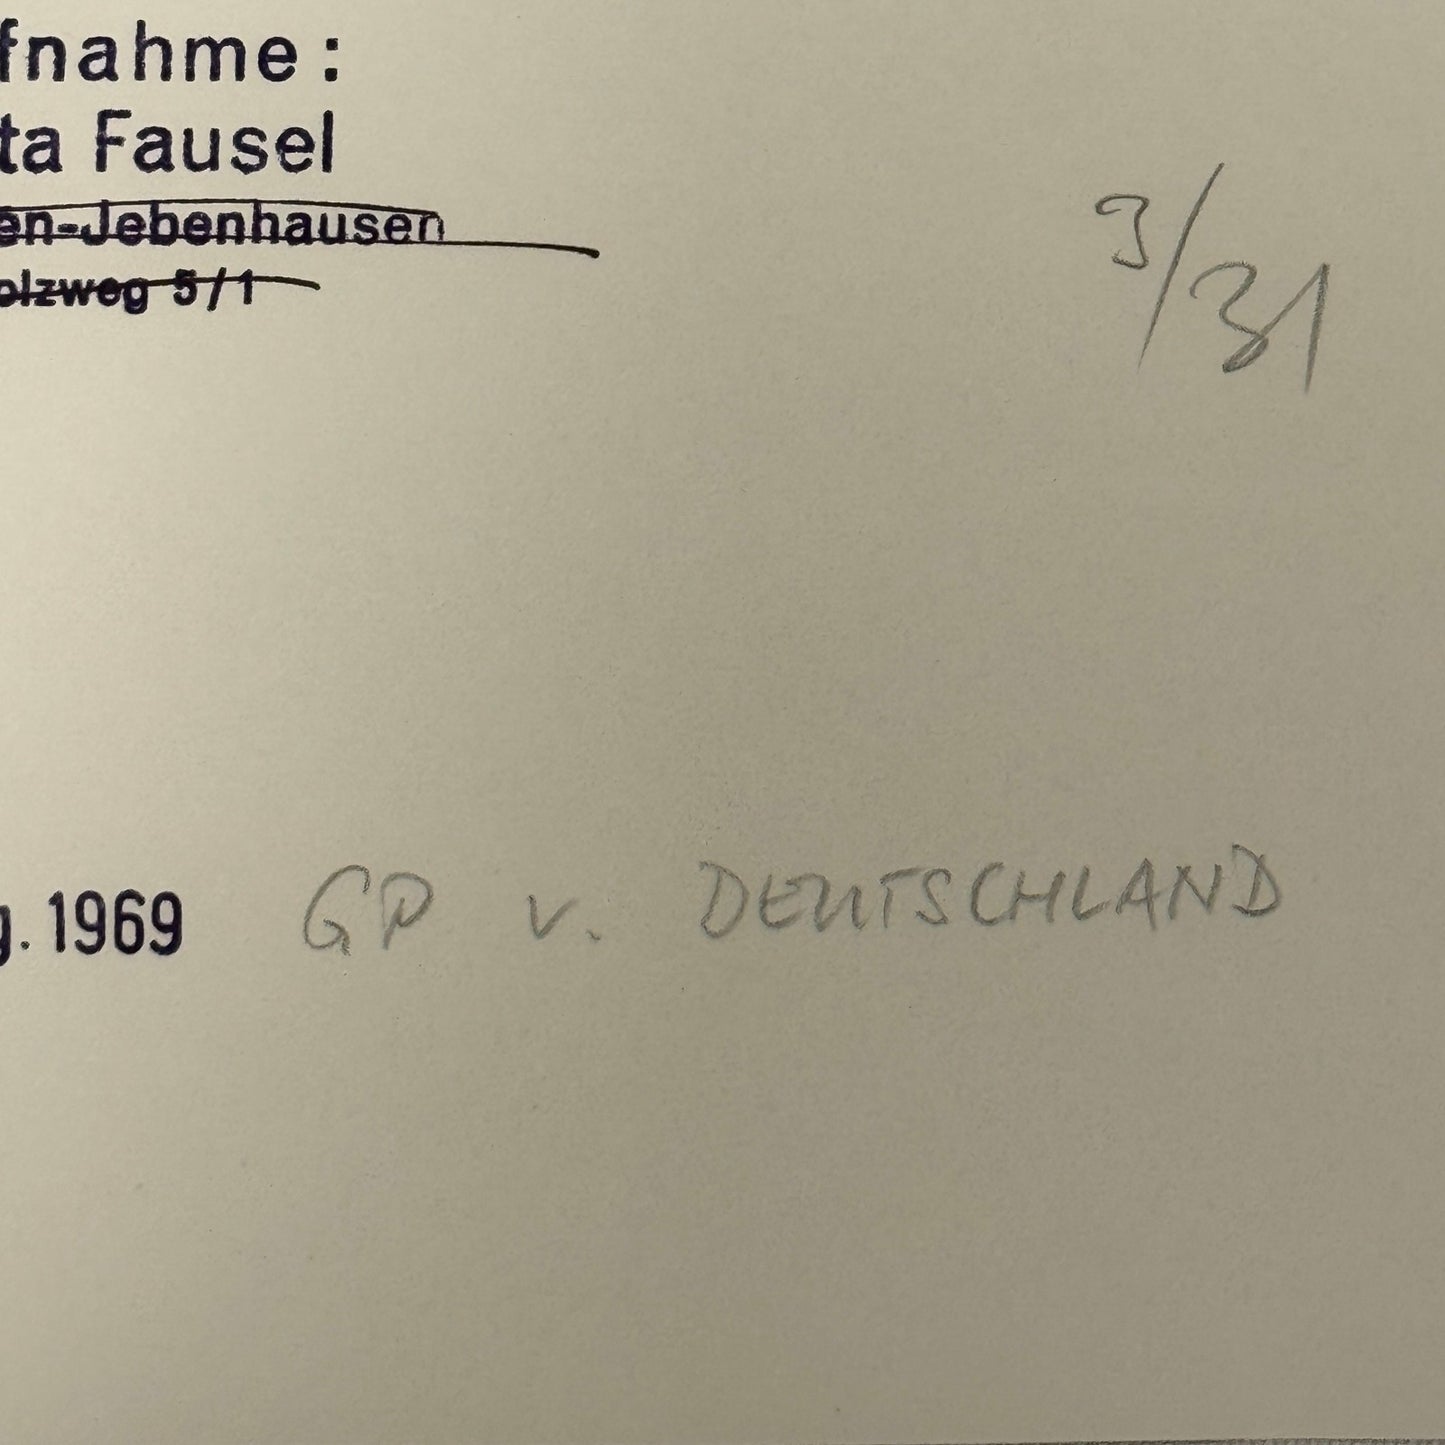 fnahme:
ta Fausel
en-Jebenhausen
olzweg 5/1
3/31
g. 1969 GP v. DEUTSCHLAND